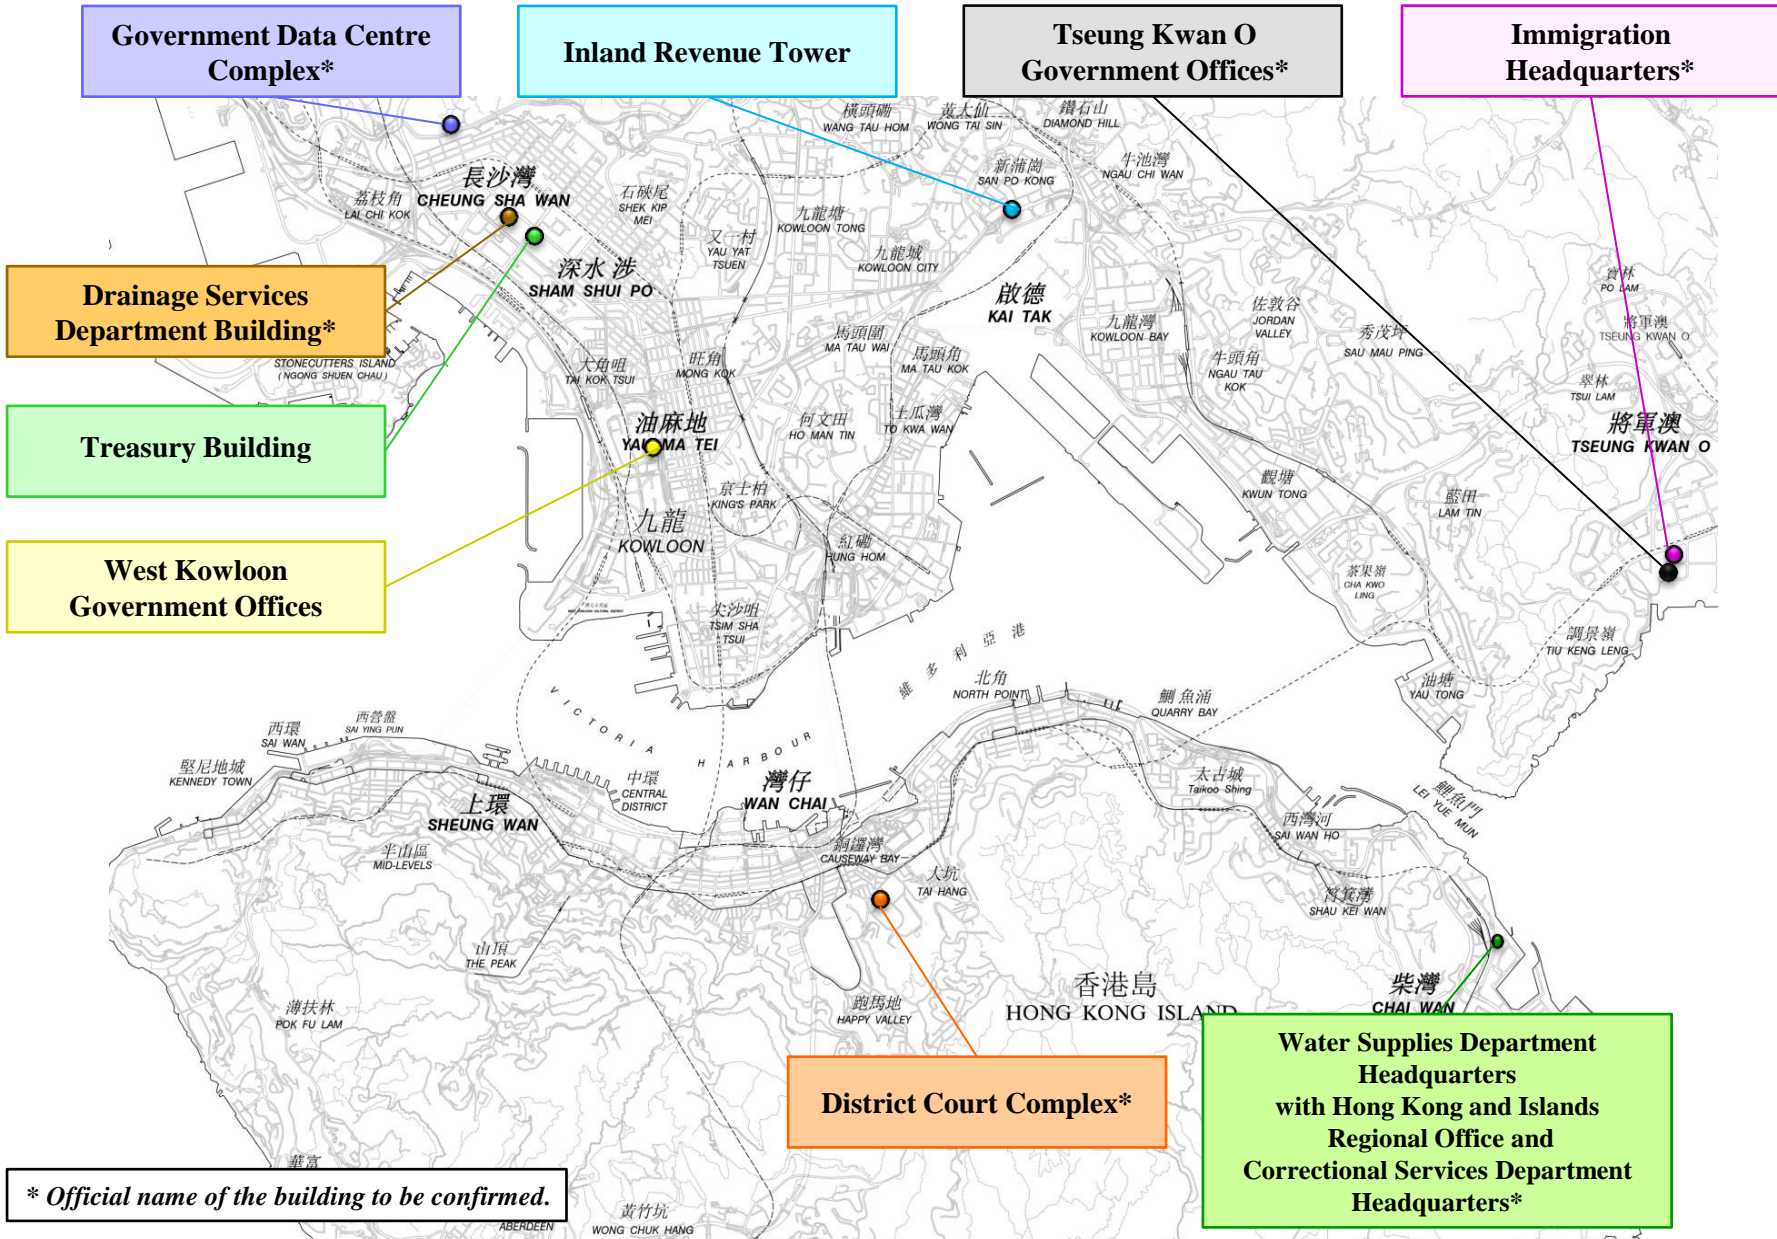 Government Data Centre
Complex*
Inland Revenue Tower
Tseung Kwan O
Government Offices*
Immigration
Headquarters*
橫頭磡
WANG TAU HOM
黃大仙
WONG TAI SIN
鑽石山
DIAMOND HILL
長沙灣
CHEUNG SHA WAN
荔枝角
LAI CHI KOK
石硤尾
SHEK KIP
MEI
新蒲崗
SAN PO KONG
牛池灣
NGAU CHI WAN
九龍塘
KOWLOON TONG
又一村
YAU YAT
TSUEN
九龍城
KOWLOON CITY
深水涉
SHAM SHUI PO
Drainage Services
Department Building*
啟德
KAI TAK
九龍灣
KOWLOON BAY
佐敦谷
JORDAN
VALLEY
秀茂坪
SAU MAU PING
寶林
PO LAM
將軍澳
TSEUNG KWAN O
STONECUTTERS ISLAND
(NGONG SHUEN CHAU)
大角咀
TAI KOK TSUI
旺角
MONG KOK
馬頭圍
MA TAU WAI
馬頭角
MA TAU KOK
牛頭角
NGAU TAU
KOK
翠林
TSUI LAM
Treasury Building
油麻地
YAU MA TEI
何文田
HO MAN TIN
土瓜灣
TO KWA WAN
將軍澳
TSEUNG KWAN O
京士柏
KING'S PARK
觀塘
KWUN TONG
藍田
LAM TIN
九龍
KOWLOON
紅磡
HUNG HOM
West Kowloon
Government Offices
茶果嶺
CHA KWO
LING
尖沙咀
TSIM SHA
TSUI
調景嶺
TIU KENG LENG
維多利亞港
VICTORIA HARBOUR
油塘
YAU TONG
北角
NORTH POINT
鰂魚涌
QUARRY BAY
西環
SAI WAN
西營盤
SAI YING PUN
堅尼地城
KENNEDY TOWN
中環
CENTRAL
DISTRICT
灣仔
WAN CHAI
太古城
Taikoo Shing
鯉魚門
LEI YUE MUN
上環
SHEUNG WAN
西灣河
SAI WAN HO
半山區
MID-LEVELS
銅鑼灣
CAUSEWAY BAY
大坑
TAI HANG
筲箕灣
SHAU KEI WAN
山頂
THE PEAK
香港島
HONG KONG ISLAND
柴灣
CHAI WAN
薄扶林
POK FU LAM
跑馬地
HAPPY VALLEY
District Court Complex*
Water Supplies Department
Headquarters
with Hong Kong and Islands
Regional Office and
Correctional Services Department
Headquarters*
華富
* Official name of the building to be confirmed.
ABERDEEN
黃竹坑
WONG CHUK HANG